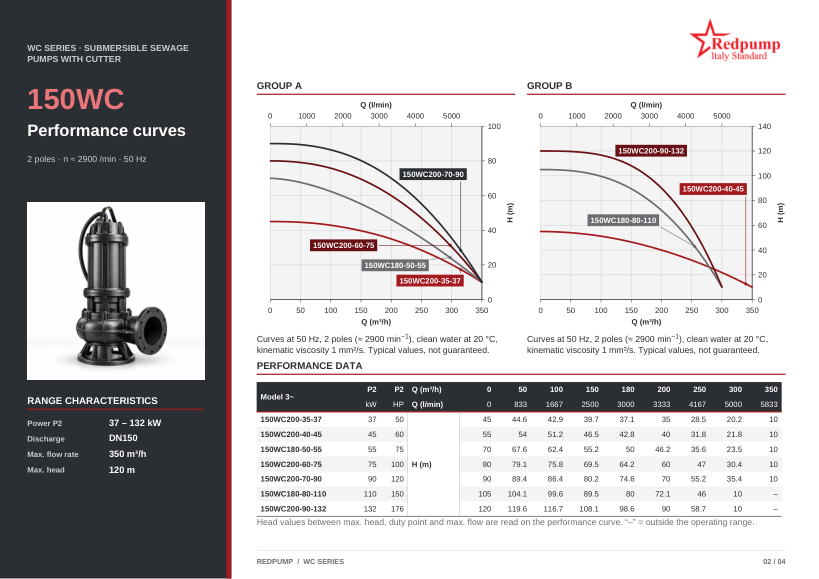 WC SERIES · SUBMERSIBLE SEWAGE
PUMPS WITH CUTTER
150WC
Performance curves
2 poles · n ≈ 2900 /min · 50 Hz
RANGE CHARACTERISTICS
Power P2 37 – 132 kW
Discharge DN150
Max. flow rate 350 m³/h
Max. head 120 m
Redpump
Italy Standard
GROUP A
Q (l/min)
0 1000 2000 3000 4000 5000
100
80
60
40
20
0
H (m)
150WC200-70-90
150WC200-60-75
150WC180-50-55
150WC200-35-37
0 50 100 150 200 250 300 350
Q (m³/h)
Curves at 50 Hz, 2 poles (≈ 2900 min⁻¹), clean water at 20 °C,
kinematic viscosity 1 mm²/s. Typical values, not guaranteed.
GROUP B
Q (l/min)
0 1000 2000 3000 4000 5000
140
120
100
80
60
40
20
0
H (m)
150WC200-90-132
150WC200-40-45
150WC180-80-110
0 50 100 150 200 250 300 350
Q (m³/h)
Curves at 50 Hz, 2 poles (≈ 2900 min⁻¹), clean water at 20 °C,
kinematic viscosity 1 mm²/s. Typical values, not guaranteed.
PERFORMANCE DATA
Model 3~ P2 P2 Q (m³/h) 0 50 100 150 180 200 250 300 350
kW HP Q (l/min) 0 833 1667 2500 3000 3333 4167 5000 5833
150WC200-35-37 37 50 45 44.6 42.9 39.7 37.1 35 28.5 20.2 10
150WC200-40-45 45 60 55 54 51.2 46.5 42.8 40 31.8 21.8 10
150WC180-50-55 55 75 70 67.6 62.4 55.2 50 46.2 35.6 23.5 10
150WC200-60-75 75 100 H (m) 80 79.1 75.8 69.5 64.2 60 47 30.4 10
150WC200-70-90 90 120 90 89.4 86.4 80.2 74.6 70 55.2 35.4 10
150WC180-80-110 110 150 105 104.1 99.6 89.5 80 72.1 46 10 –
150WC200-90-132 132 176 120 119.6 116.7 108.1 98.6 90 58.7 10 –
Head values between max. head, duty point and max. flow are read on the performance curve. "–" = outside the operating range.
REDPUMP / WC SERIES
02 / 04